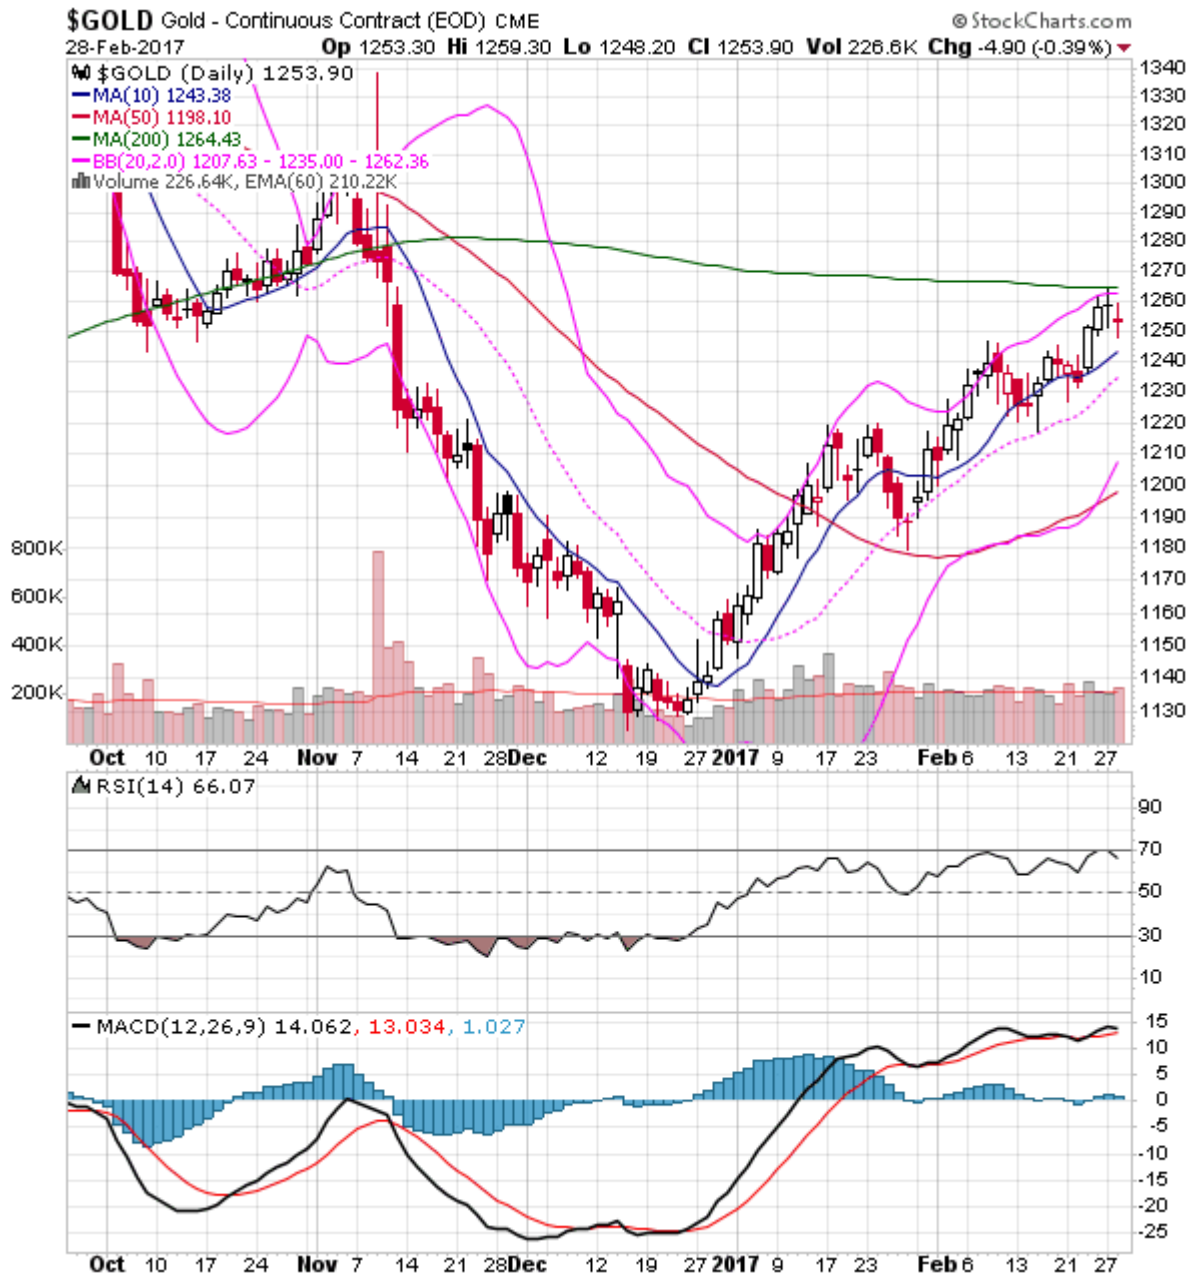 $GOLD Gold - Continuous Contract (EOD) CME © StockCharts.com
28-Feb-2017 Op 1253.30 Hi 1259.30 Lo 1248.20 Cl 1253.90 Vol 226.6K Chg -4.90 (-0.39%)
$GOLD (Daily) 1253.90
MA(10) 1243.38
MA(50) 1198.10
MA(200) 1264.43
BB(20,2.0) 1207.63 - 1235.00 - 1262.36
Volume 226.64K, EMA(60) 210.22K
1340
1330
1320
1310
1300
1290
1280
1270
1260
1250
1240
1230
1220
1210
1200
1190
1180
1170
1160
1150
1140
1130
800K
600K
400K
200K
Oct 10 17 24 Nov 7 14 21 28 Dec 12 19 27 2017 9 17 23 Feb 6 13 21 27
RSI(14) 66.07
90
70
50
30
10
MACD(12,26,9) 14.062, 13.034, 1.027
15
10
5
0
-5
-10
-15
-20
-25
Oct 10 17 24 Nov 7 14 21 28 Dec 12 19 27 2017 9 17 23 Feb 6 13 21 27